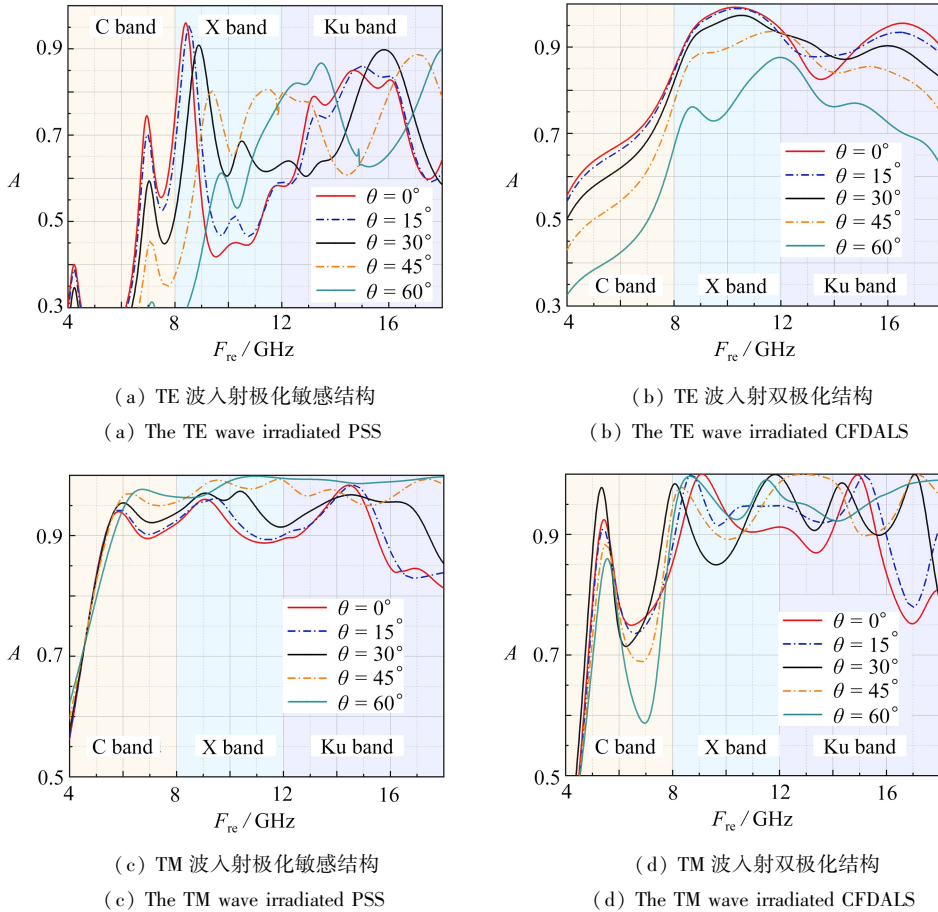 C band
X band
Ku band
0.9
0.7
0.5
0.3
A
θ = 0°
θ = 15°
θ = 30°
θ = 45°
θ = 60°
4
8
12
16
F_re / GHz
(a) TE 波入射极化敏感结构
(a) The TE wave irradiated PSS
0.9
0.7
0.5
0.3
A
θ = 0°
θ = 15°
θ = 30°
θ = 45°
θ = 60°
C band
X band
Ku band
4
8
12
16
F_re / GHz
(b) TE 波入射双极化结构
(b) The TE wave irradiated CFDALS
0.9
0.7
0.5
A
θ = 0°
θ = 15°
θ = 30°
θ = 45°
θ = 60°
C band
X band
Ku band
4
8
12
16
F_re / GHz
(c) TM 波入射极化敏感结构
(c) The TM wave irradiated PSS
0.9
0.7
0.5
A
θ = 0°
θ = 15°
θ = 30°
θ = 45°
θ = 60°
C band
X band
Ku band
4
8
12
16
F_re / GHz
(d) TM 波入射双极化结构
(d) The TM wave irradiated CFDALS